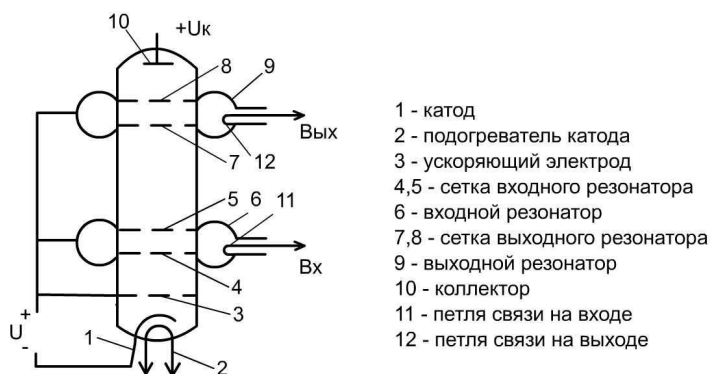 10
+Uк
8
9
Вых
7
12
5
6
11
Вх
4
3
U
+
-
1
2
1 - катод
2 - подогреватель катода
3 - ускоряющий электрод
4,5 - сетка входного резонатора
6 - входной резонатор
7,8 - сетка выходного резонатора
9 - выходной резонатор
10 - коллектор
11 - петля связи на входе
12 - петля связи на выходе